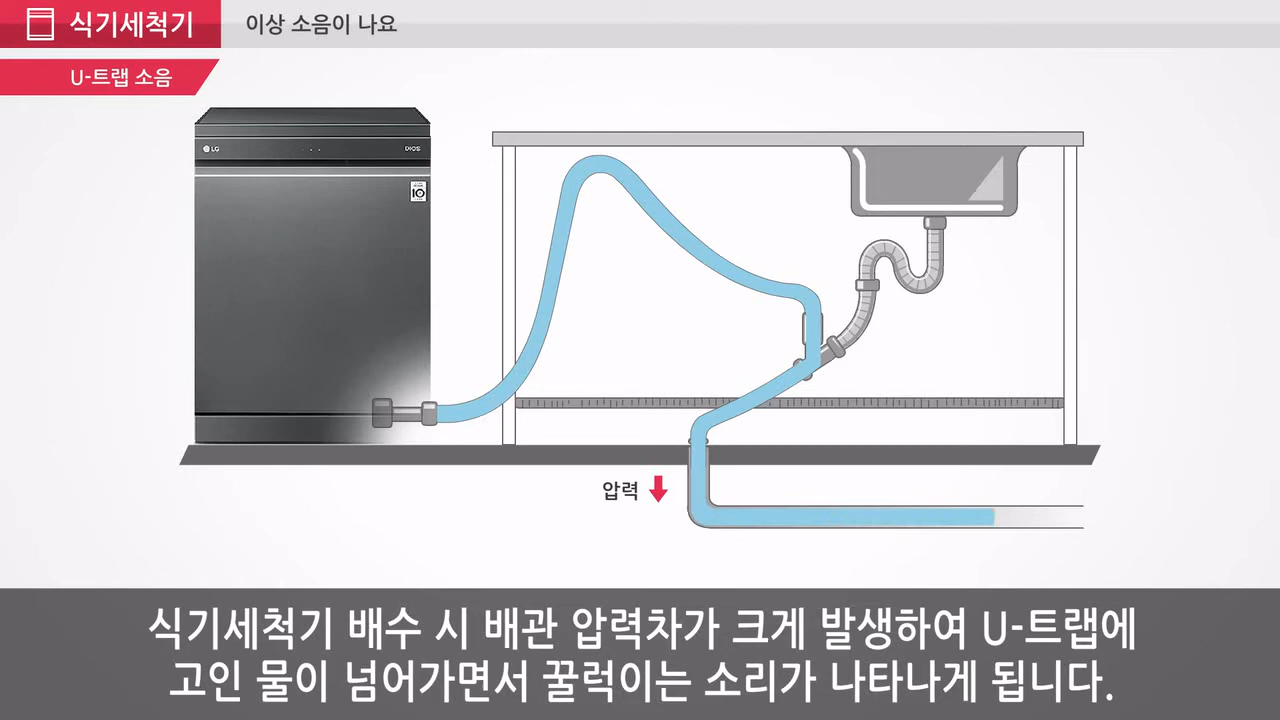 식기세척기
이상 소음이 나요
U-트랩 소음
LG
DIOS
10
압력
식기세척기 배수 시 배관 압력차가 크게 발생하여 U-트랩에
고인 물이 넘어가면서 꿀럭이는 소리가 나타나게 됩니다.